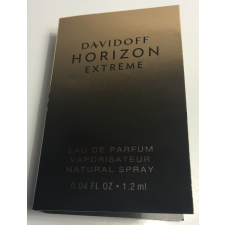 DAVIDOFF
HORIZON
EXTREME
EAU DE PARFUM
VAPORISATEUR
NATURAL SPRAY
0.04 FL OZ • 1.2 ml